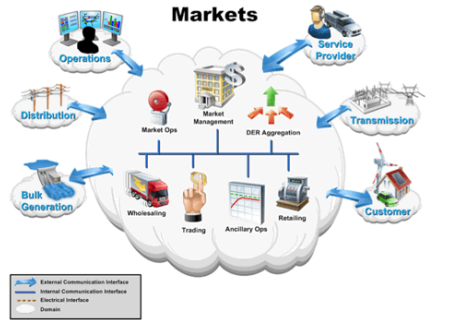 Markets
Operations
Service
Provider
Distribution
Transmission
Bulk
Generation
Customer
Market Ops
Market
Management
DER Aggregation
Wholesaling
Trading
Ancillary Ops
Retailing
External Communication Interface
Internal Communication Interface
Electrical Interface
Domain